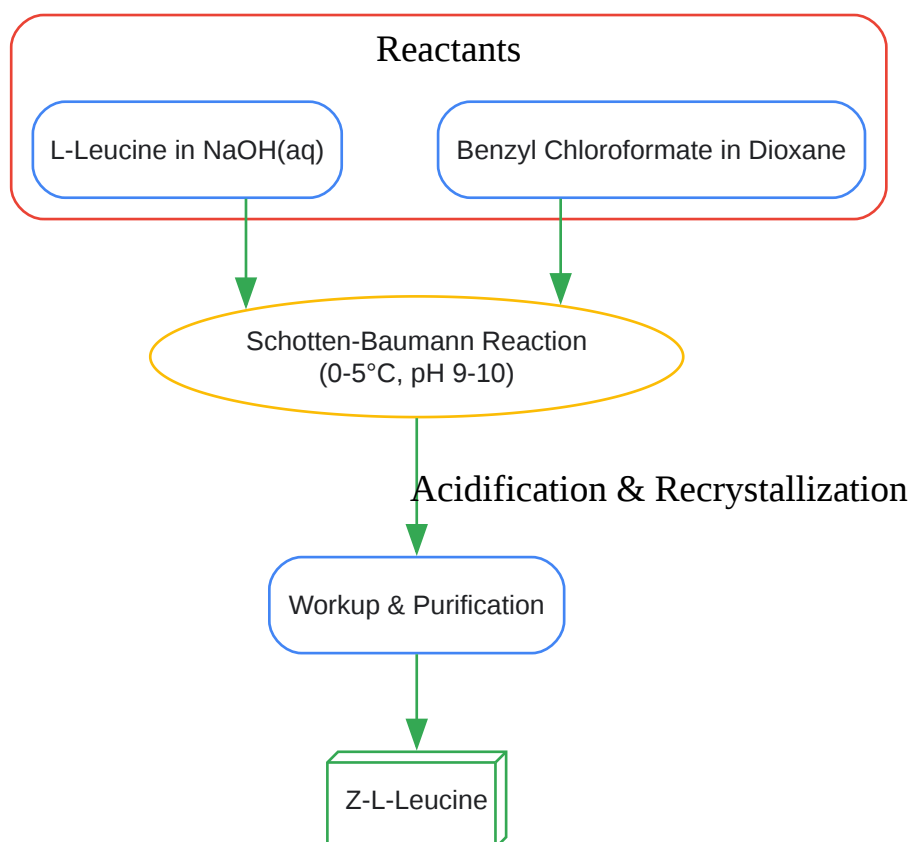 Reactants
L-Leucine in NaOH(aq)
Benzyl Chloroformate in Dioxane
Schotten-Baumann Reaction
(0-5°C, pH 9-10)
Acidification & Recrystallization
Workup & Purification
Z-L-Leucine